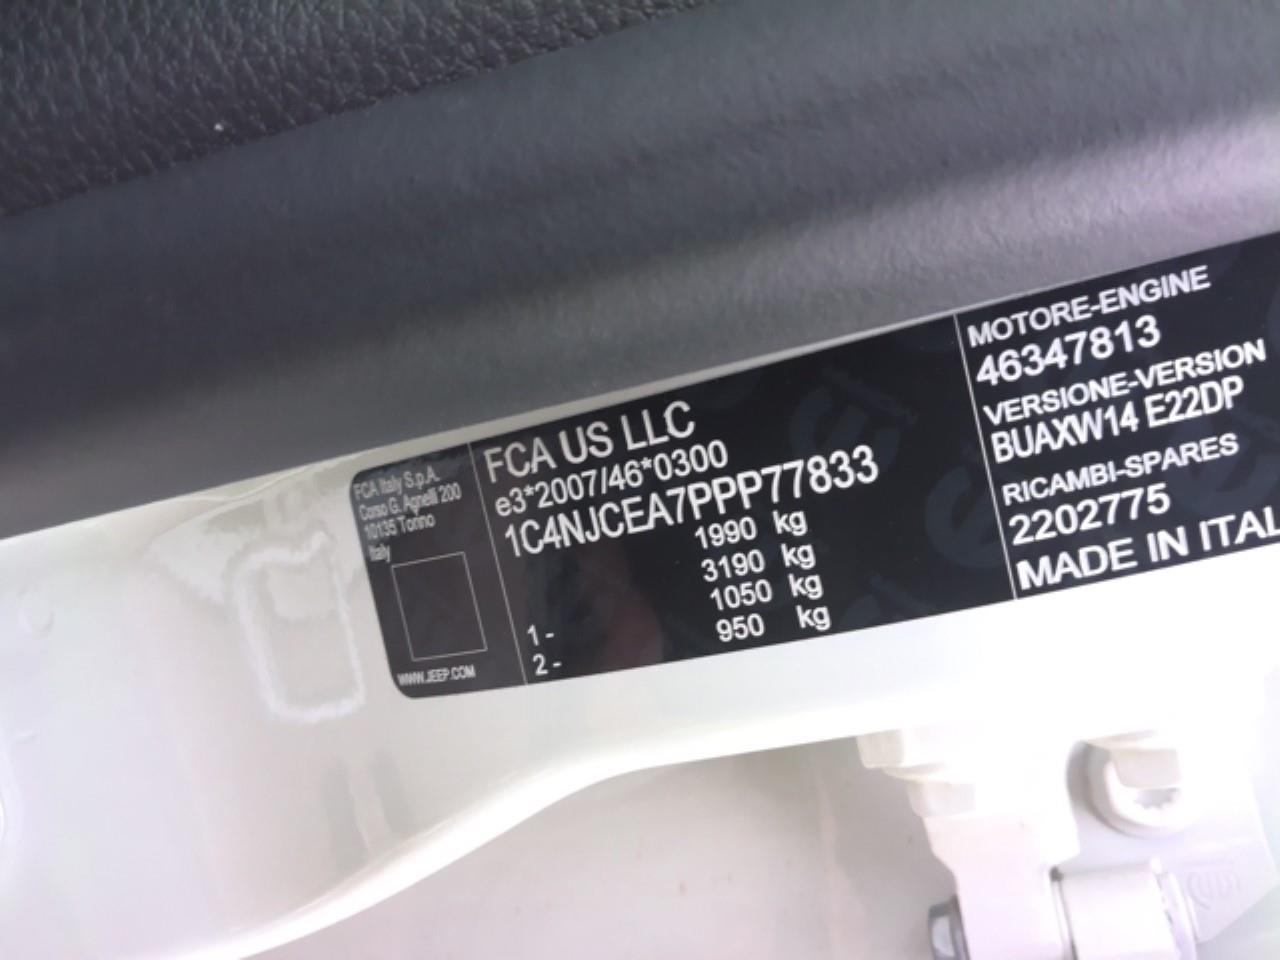 FCA Italy S.p.A.
Corso G. Agnelli 200
10135 Torino
Italy
WWW.JEEP.COM
FCA US LLC
e3*2007/46*0300
1C4NJCEA7PPP77833
1990 kg
3190 kg
1 - 1050 kg
2 - 950 kg
MOTORE-ENGINE
46347813
VERSIONE-VERSION
BUAXW14 E22DP
RICAMBI-SPARES
2202775
MADE IN ITAL